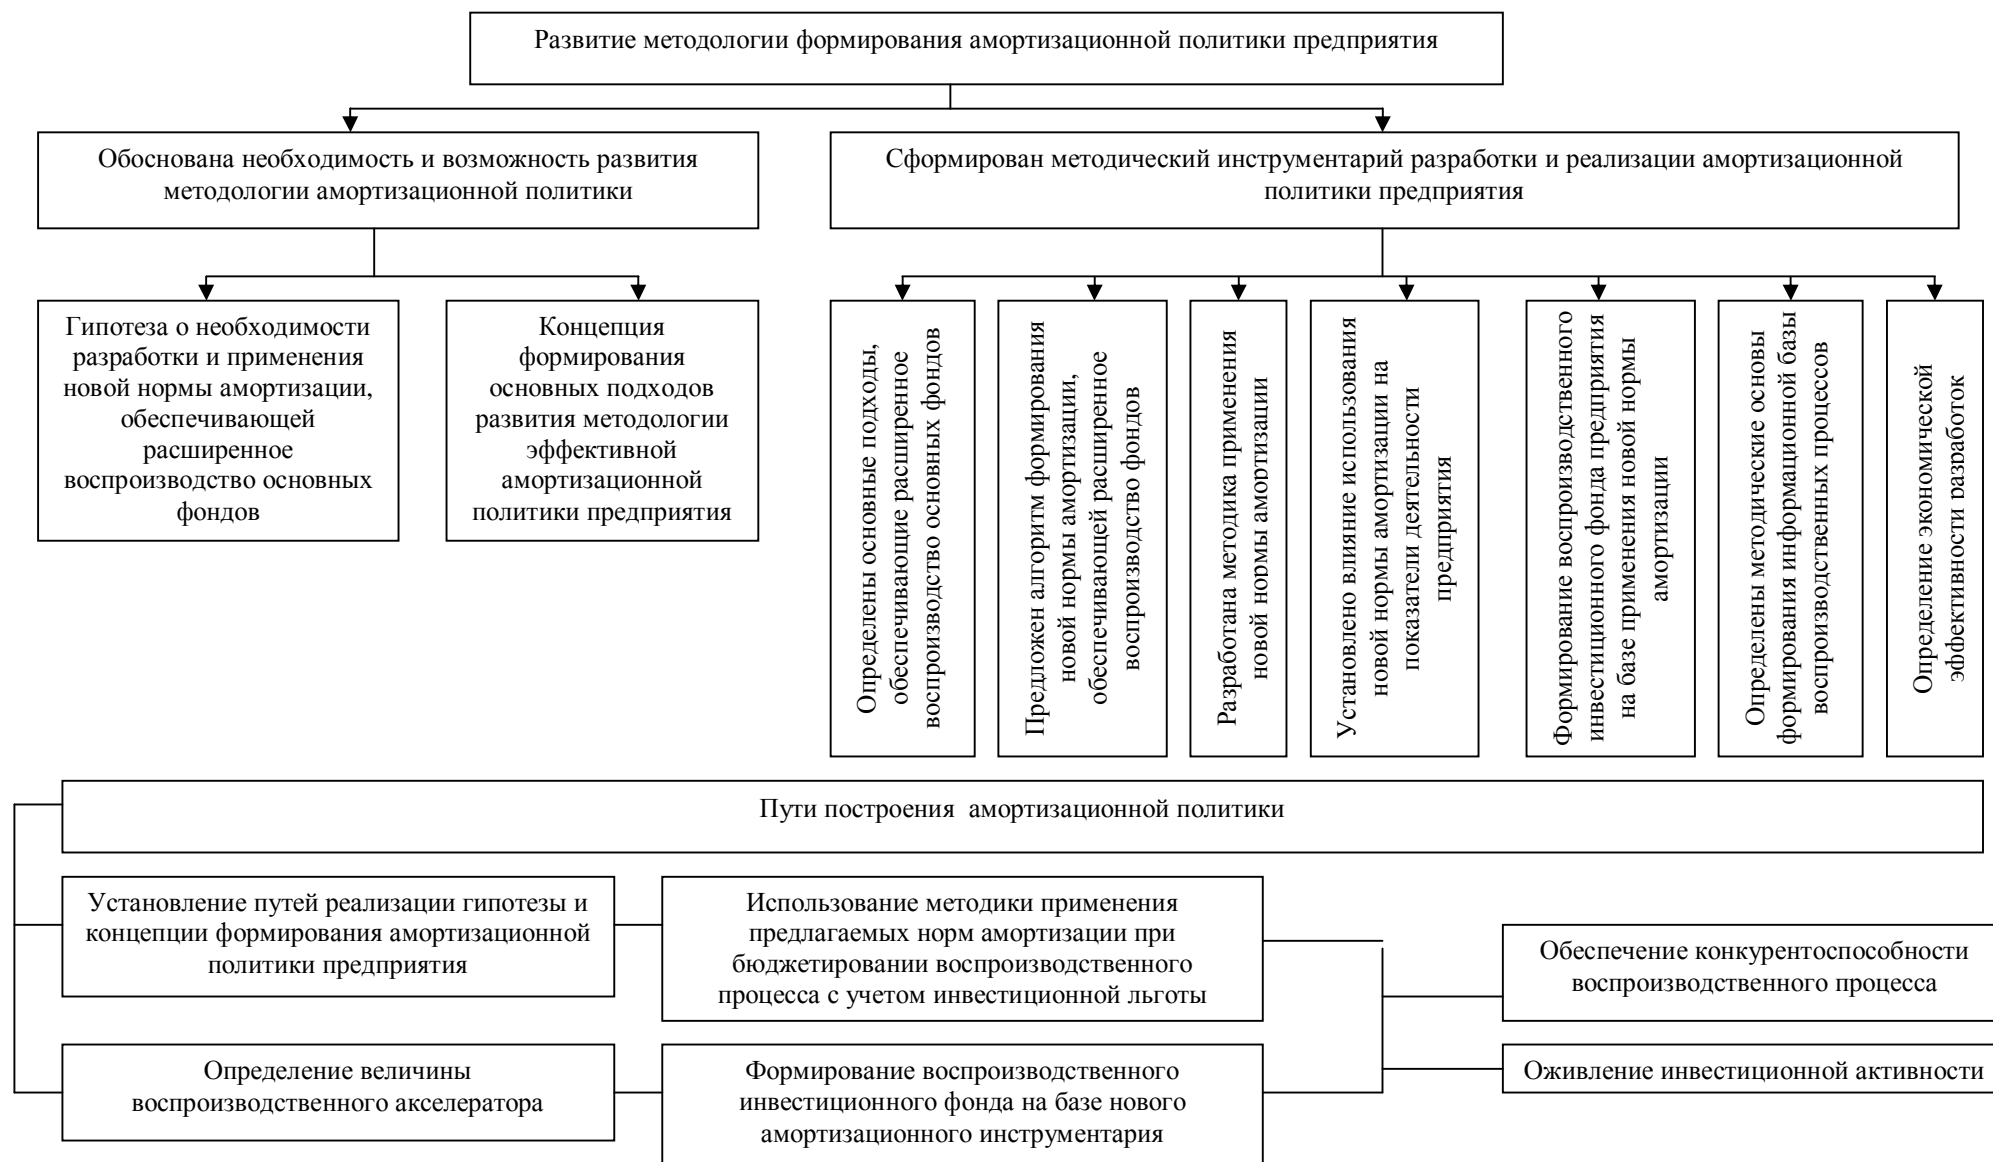 Развитие методологии формирования амортизационной политики предприятия
Обоснована необходимость и возможность развития
методологии амортизационной политики
Сформирован методический инструментарий разработки и реализации амортизационной
политики предприятия
Гипотеза о необходимости
разработки и применения
новой нормы амортизации,
обеспечивающей
расширенное
воспроизводство основных
фондов
Концепция
формирования
основных подходов
развития методологии
эффективной
амортизационной
политики предприятия
Определены основные подходы,
обеспечивающие расширенное
воспроизводство основных фондов
Предложен алгоритм формирования
новой нормы амортизации,
обеспечивающей расширенное
воспроизводство фондов
Разработана методика применения
новой нормы амортизации
Установлено влияние использования
новой нормы амортизации на
показатели деятельности
предприятия
Формирование воспроизводственного
инвестиционного фонда предприятия
на базе применения новой нормы
амортизации
Определены методические основы
формирования информационной базы
воспроизводственных процессов
Определение экономической
эффективности разработок
Пути построения амортизационной политики
Установление путей реализации гипотезы и
концепции формирования амортизационной
политики предприятия
Использование методики применения
предлагаемых норм амортизации при
бюджетировании воспроизводственного
процесса с учетом инвестиционной льготы
Обеспечение конкурентоспособности
воспроизводственного процесса
Определение величины
воспроизводственного акселератора
Формирование воспроизводственного
инвестиционного фонда на базе нового
амортизационного инструментария
Оживление инвестиционной активности